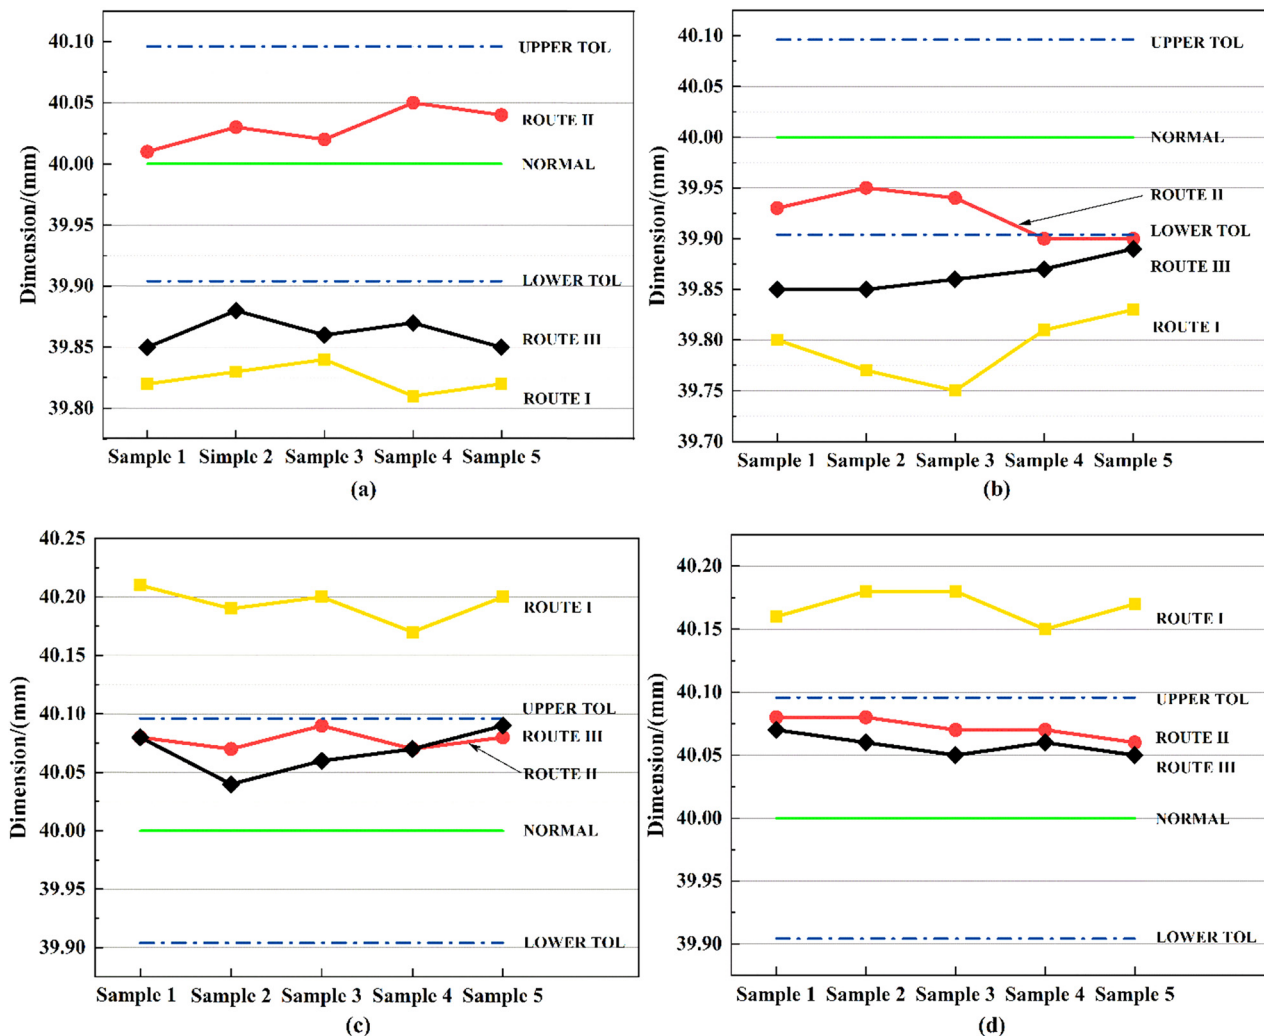 Dimension/(mm)
40.10
40.05
40.00
39.95
39.90
39.85
39.80
UPPER TOL
ROUTE II
NORMAL
LOWER TOL
ROUTE III
ROUTE I
Sample 1 Simple 2 Sample 3 Sample 4 Sample 5
(a)
Dimension/(mm)
40.10
40.05
40.00
39.95
39.90
39.85
39.80
39.75
39.70
UPPER TOL
NORMAL
ROUTE II
LOWER TOL
ROUTE III
ROUTE I
Sample 1 Sample 2 Sample 3 Sample 4 Sample 5
(b)
Dimension/(mm)
40.25
40.20
40.15
40.10
40.05
40.00
39.95
39.90
ROUTE I
UPPER TOL
ROUTE III
ROUTE II
NORMAL
LOWER TOL
Sample 1 Sample 2 Sample 3 Sample 4 Sample 5
(c)
Dimension/(mm)
40.20
40.15
40.10
40.05
40.00
39.95
39.90
ROUTE I
UPPER TOL
ROUTE II
ROUTE III
NORMAL
LOWER TOL
Sample 1 Sample 2 Sample 3 Sample 4 Sample 5
(d)